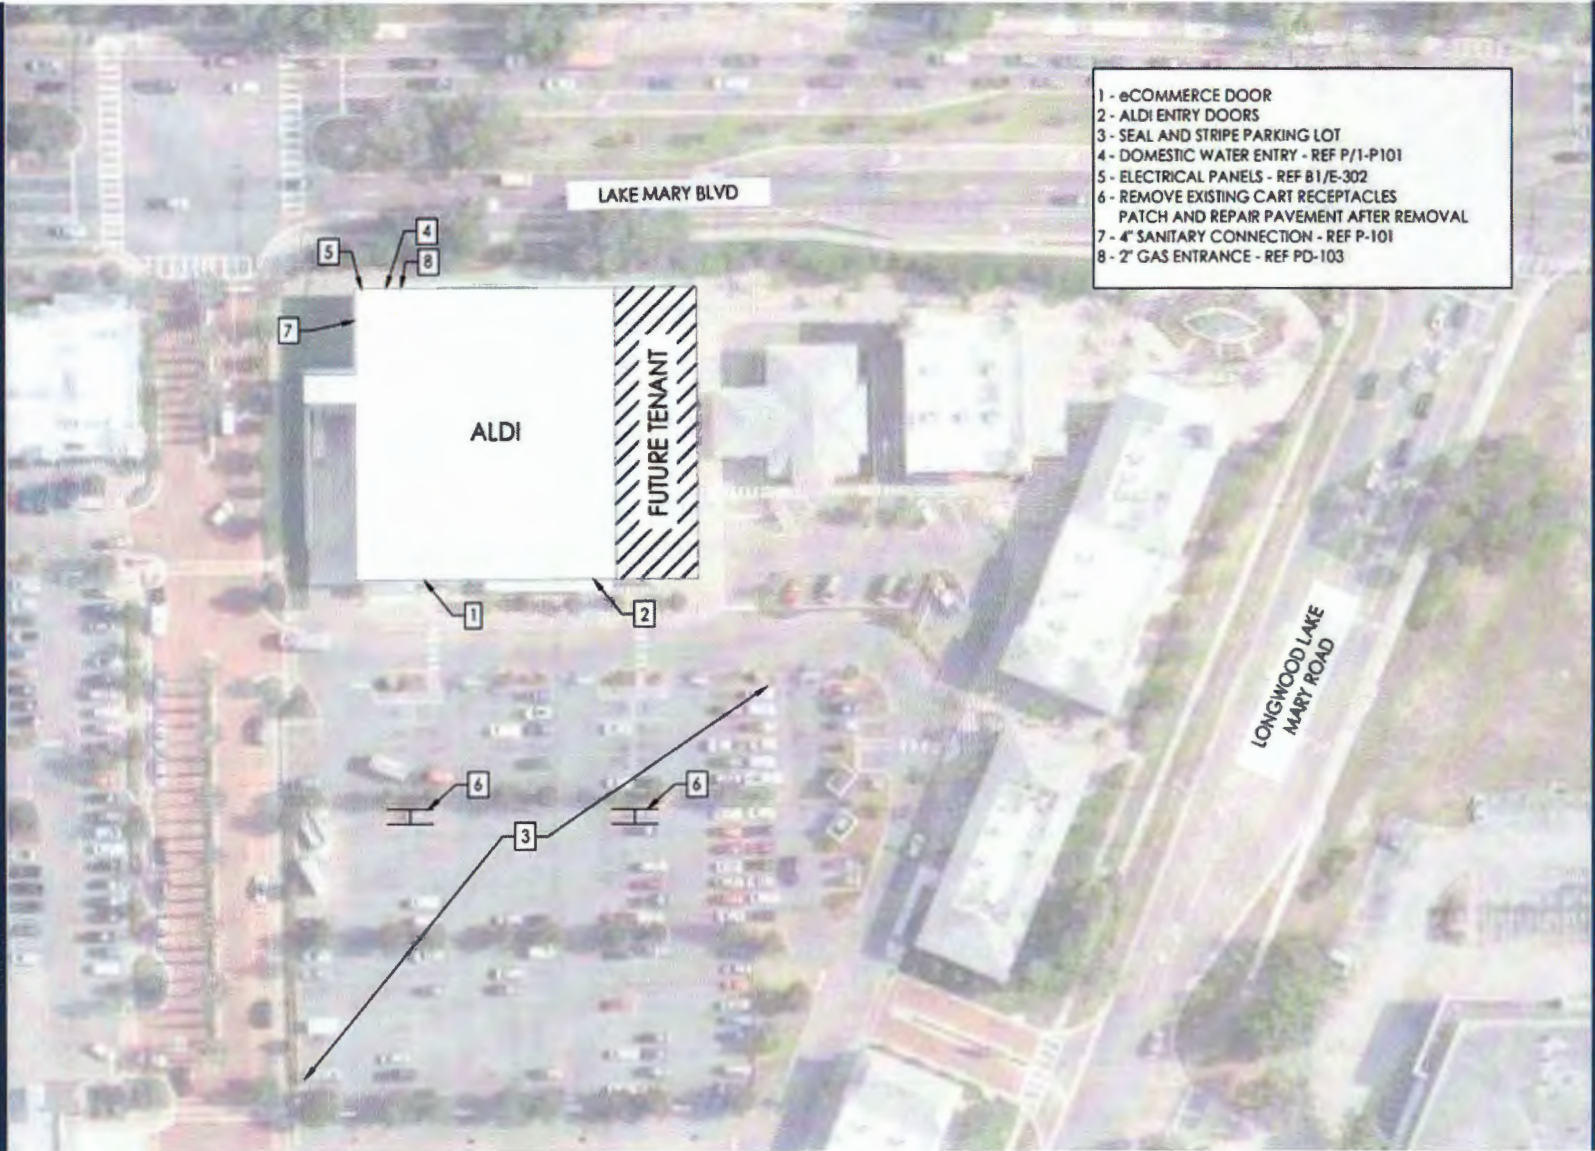 1 - eCOMMERCE DOOR
2 - ALDI ENTRY DOORS
3 - SEAL AND STRIPE PARKING LOT
4 - DOMESTIC WATER ENTRY - REF P/1-P101
5 - ELECTRICAL PANELS - REF B1/E-302
6 - REMOVE EXISTING CART RECEPTACLES
PATCH AND REPAIR PAVEMENT AFTER REMOVAL
7 - 4" SANITARY CONNECTION - REF P-101
8 - 2" GAS ENTRANCE - REF PD-103
LAKE MARY BLVD
4
5
8
7
ALDI
FUTURE TENANT
1
2
LONGWOOD LAKE
MARY ROAD
6
6
3